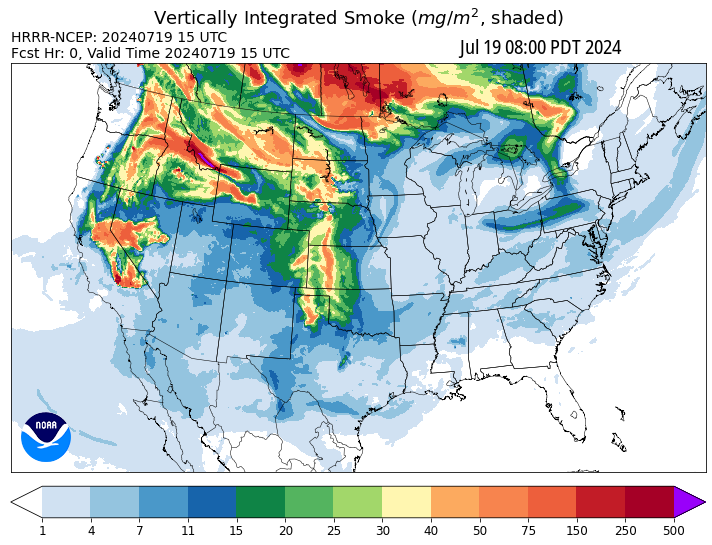 Vertically Integrated Smoke (mg/m², shaded)
HRRR-NCEP: 20240719 15 UTC
Fcst Hr: 0, Valid Time 20240719 15 UTC
Jul 19 08:00 PDT 2024
NOAA
1 4 7 11 15 20 25 30 40 50 75 150 250 500